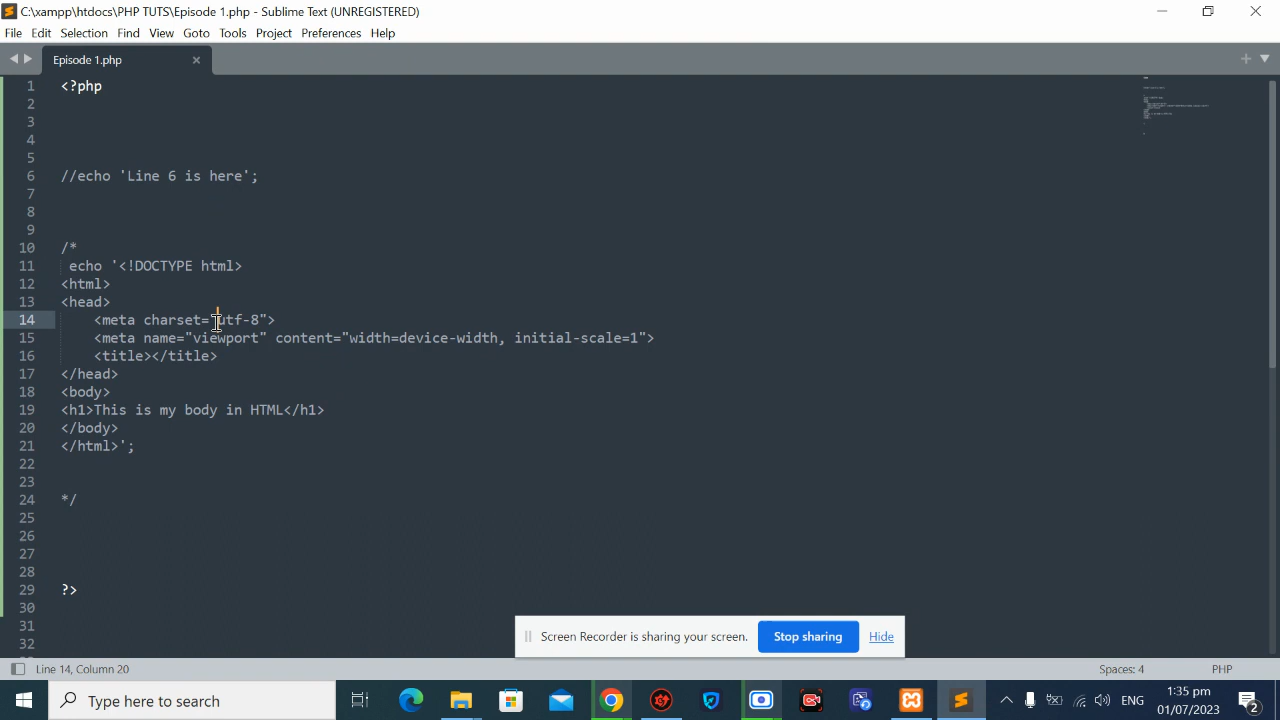 C:\xampp\htdocs\PHP TUTS\Episode 1.php - Sublime Text (UNREGISTERED)
File Edit Selection Find View Goto Tools Project Preferences Help
Episode 1.php
1 <?php
2
3
4
5
6 //echo 'Line 6 is here';
7
8
9
10 /*
11 echo '<!DOCTYPE html>
12 <html>
13 <head>
14 <meta charset="utf-8">
15 <meta name="viewport" content="width=device-width, initial-scale=1">
16 <title></title>
17 </head>
18 <body>
19 <h1>This is my body in HTML</h1>
20 </body>
21 </html>';
22
23
24 */
25
26
27
28
29 ?>
30
31
32
Screen Recorder is sharing your screen. Stop sharing Hide
Line 14, Column 20 Spaces: 4 PHP
Type here to search ENG 1:35 pm 01/07/2023 2